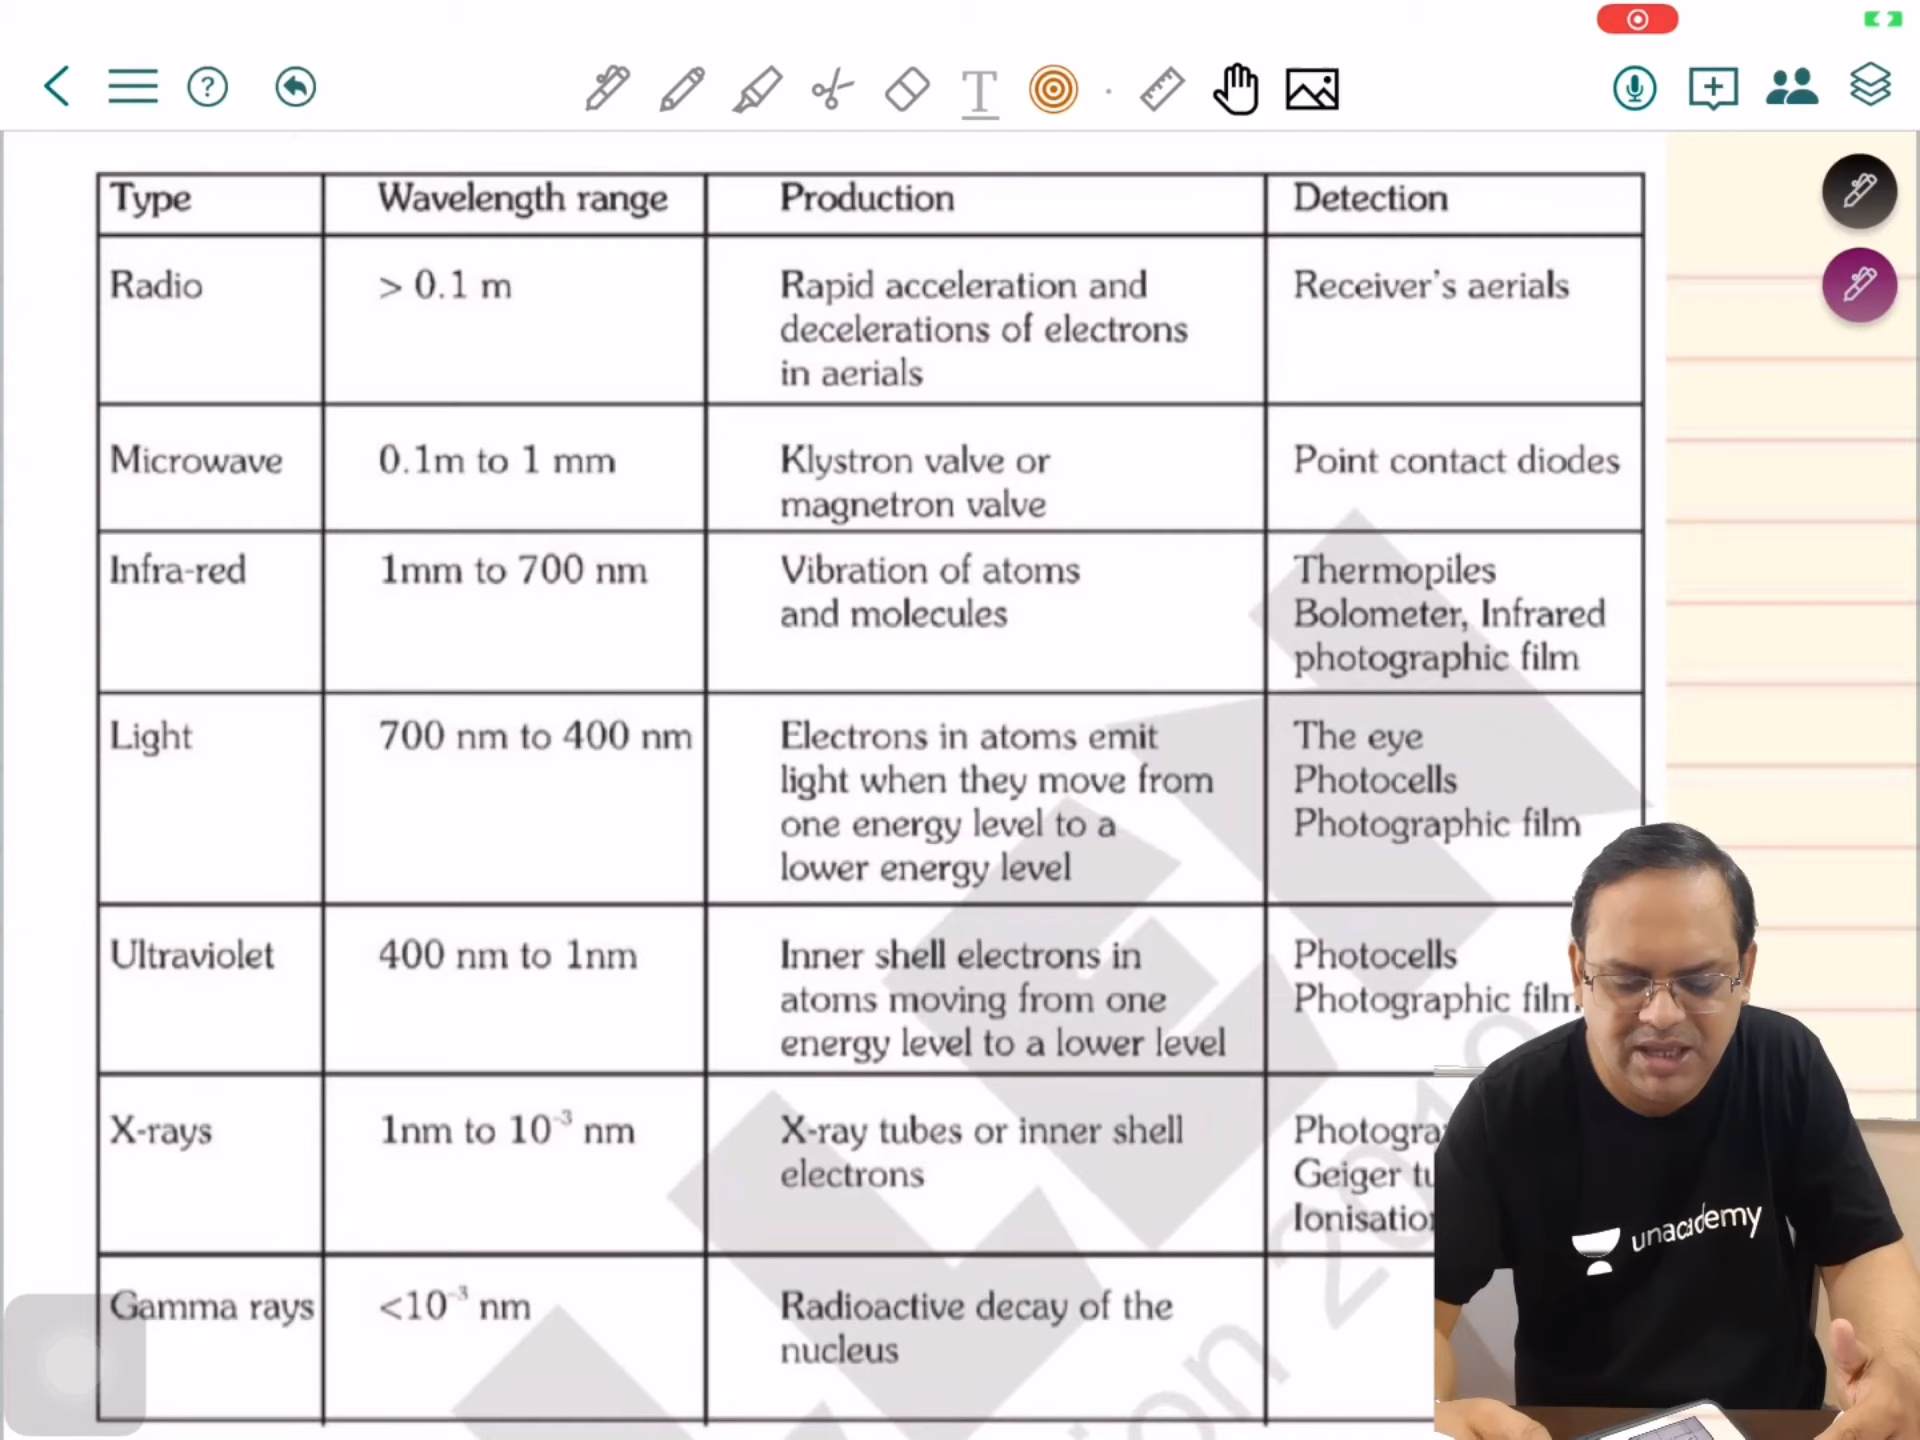 Type Wavelength range Production Detection
Radio > 0.1 m Rapid acceleration and Receiver's aerials
decelerations of electrons
in aerials
Microwave 0.1m to 1 mm Klystron valve or Point contact diodes
magnetron valve
Infra-red 1mm to 700 nm Vibration of atoms Thermopiles
and molecules Bolometer, Infrared
photographic film
Light 700 nm to 400 nm Electrons in atoms emit The eye
light when they move from Photocells
one energy level to a Photographic film
lower energy level
Ultraviolet 400 nm to 1nm Inner shell electrons in Photocells
atoms moving from one Photographic film
energy level to a lower level
X-rays 1nm to 10⁻³ nm X-ray tubes or inner shell
electrons Geiger
Gamma rays <10⁻³ nm Radioactive decay of the
nucleus
unacademy